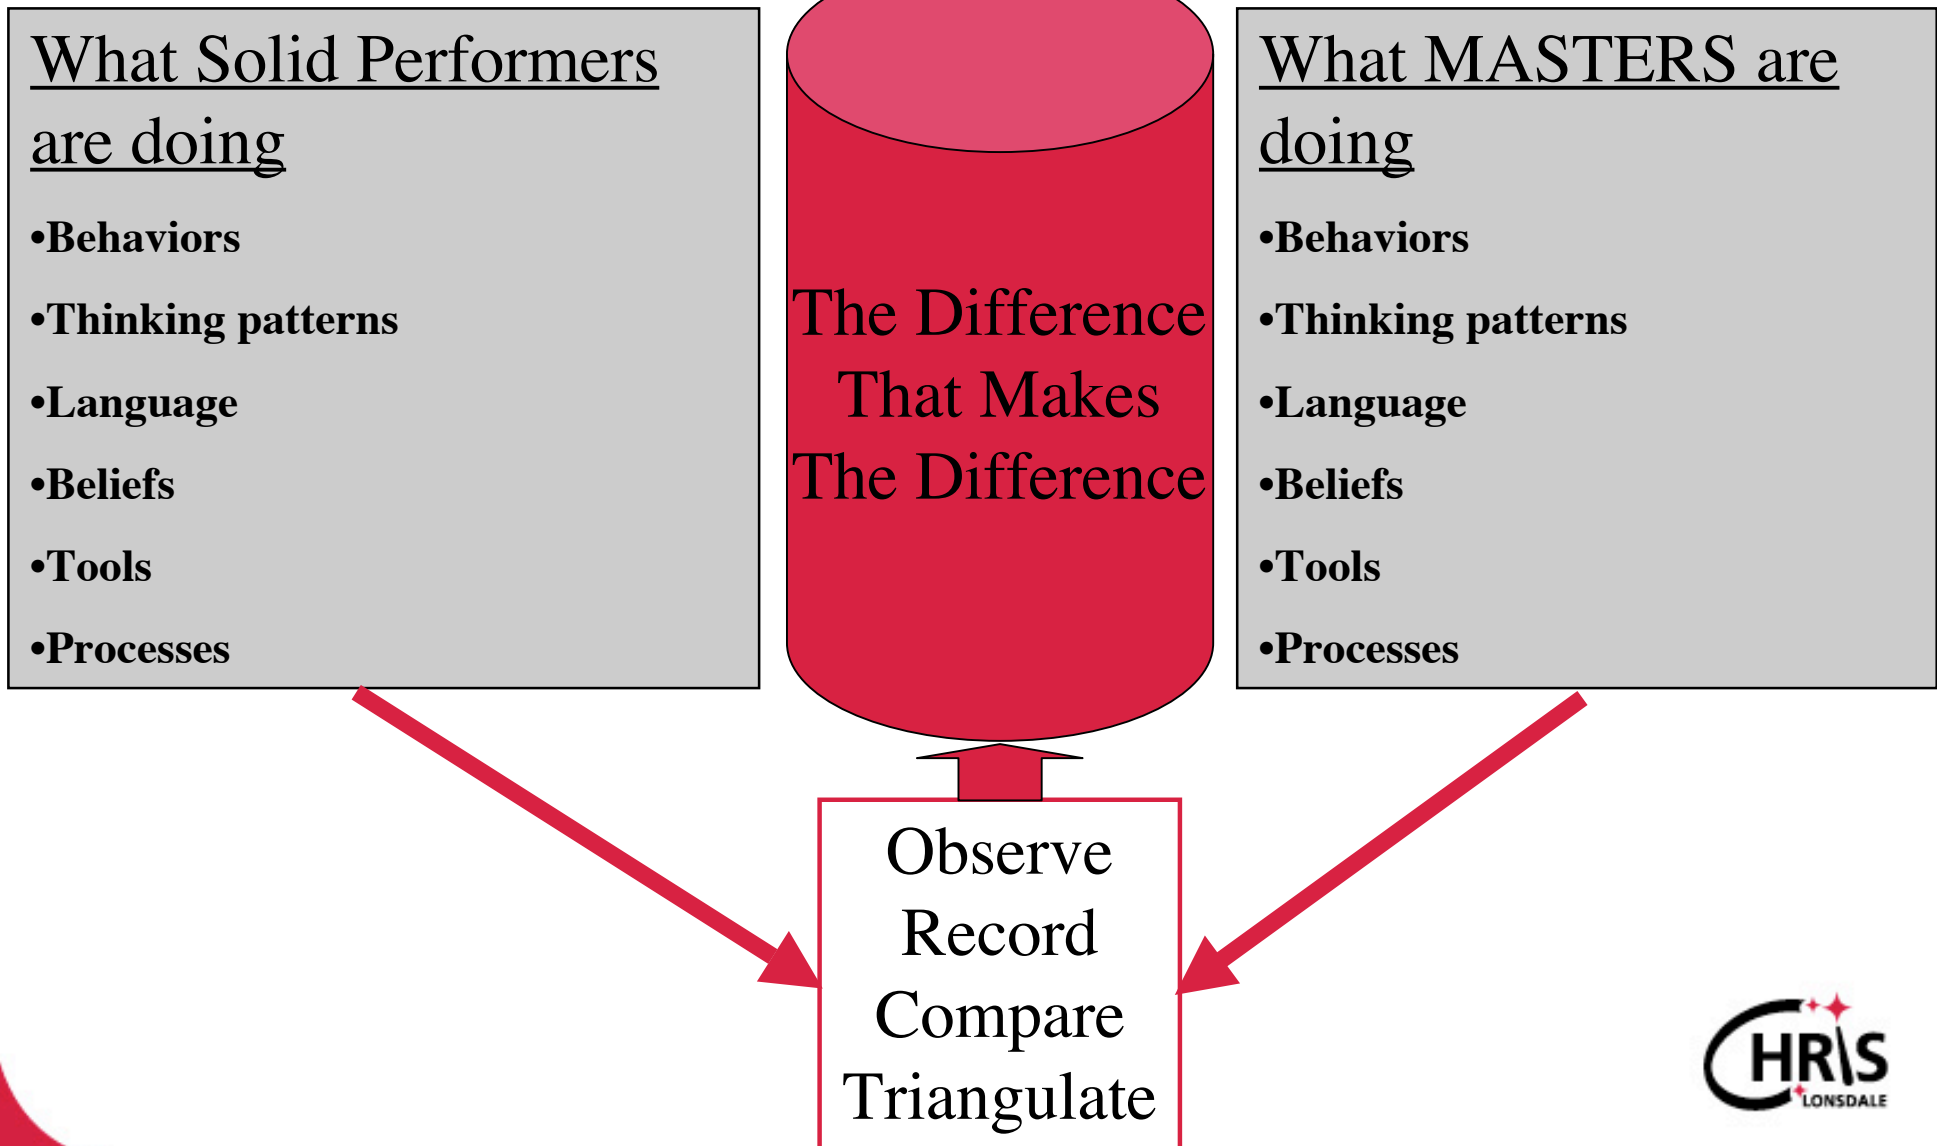 What Solid Performers
are doing
•Behaviors
•Thinking patterns
•Language
•Beliefs
•Tools
•Processes
The Difference
That Makes
The Difference
What MASTERS are
doing
•Behaviors
•Thinking patterns
•Language
•Beliefs
•Tools
•Processes
Observe
Record
Compare
Triangulate
CHRIS
LONSDALE